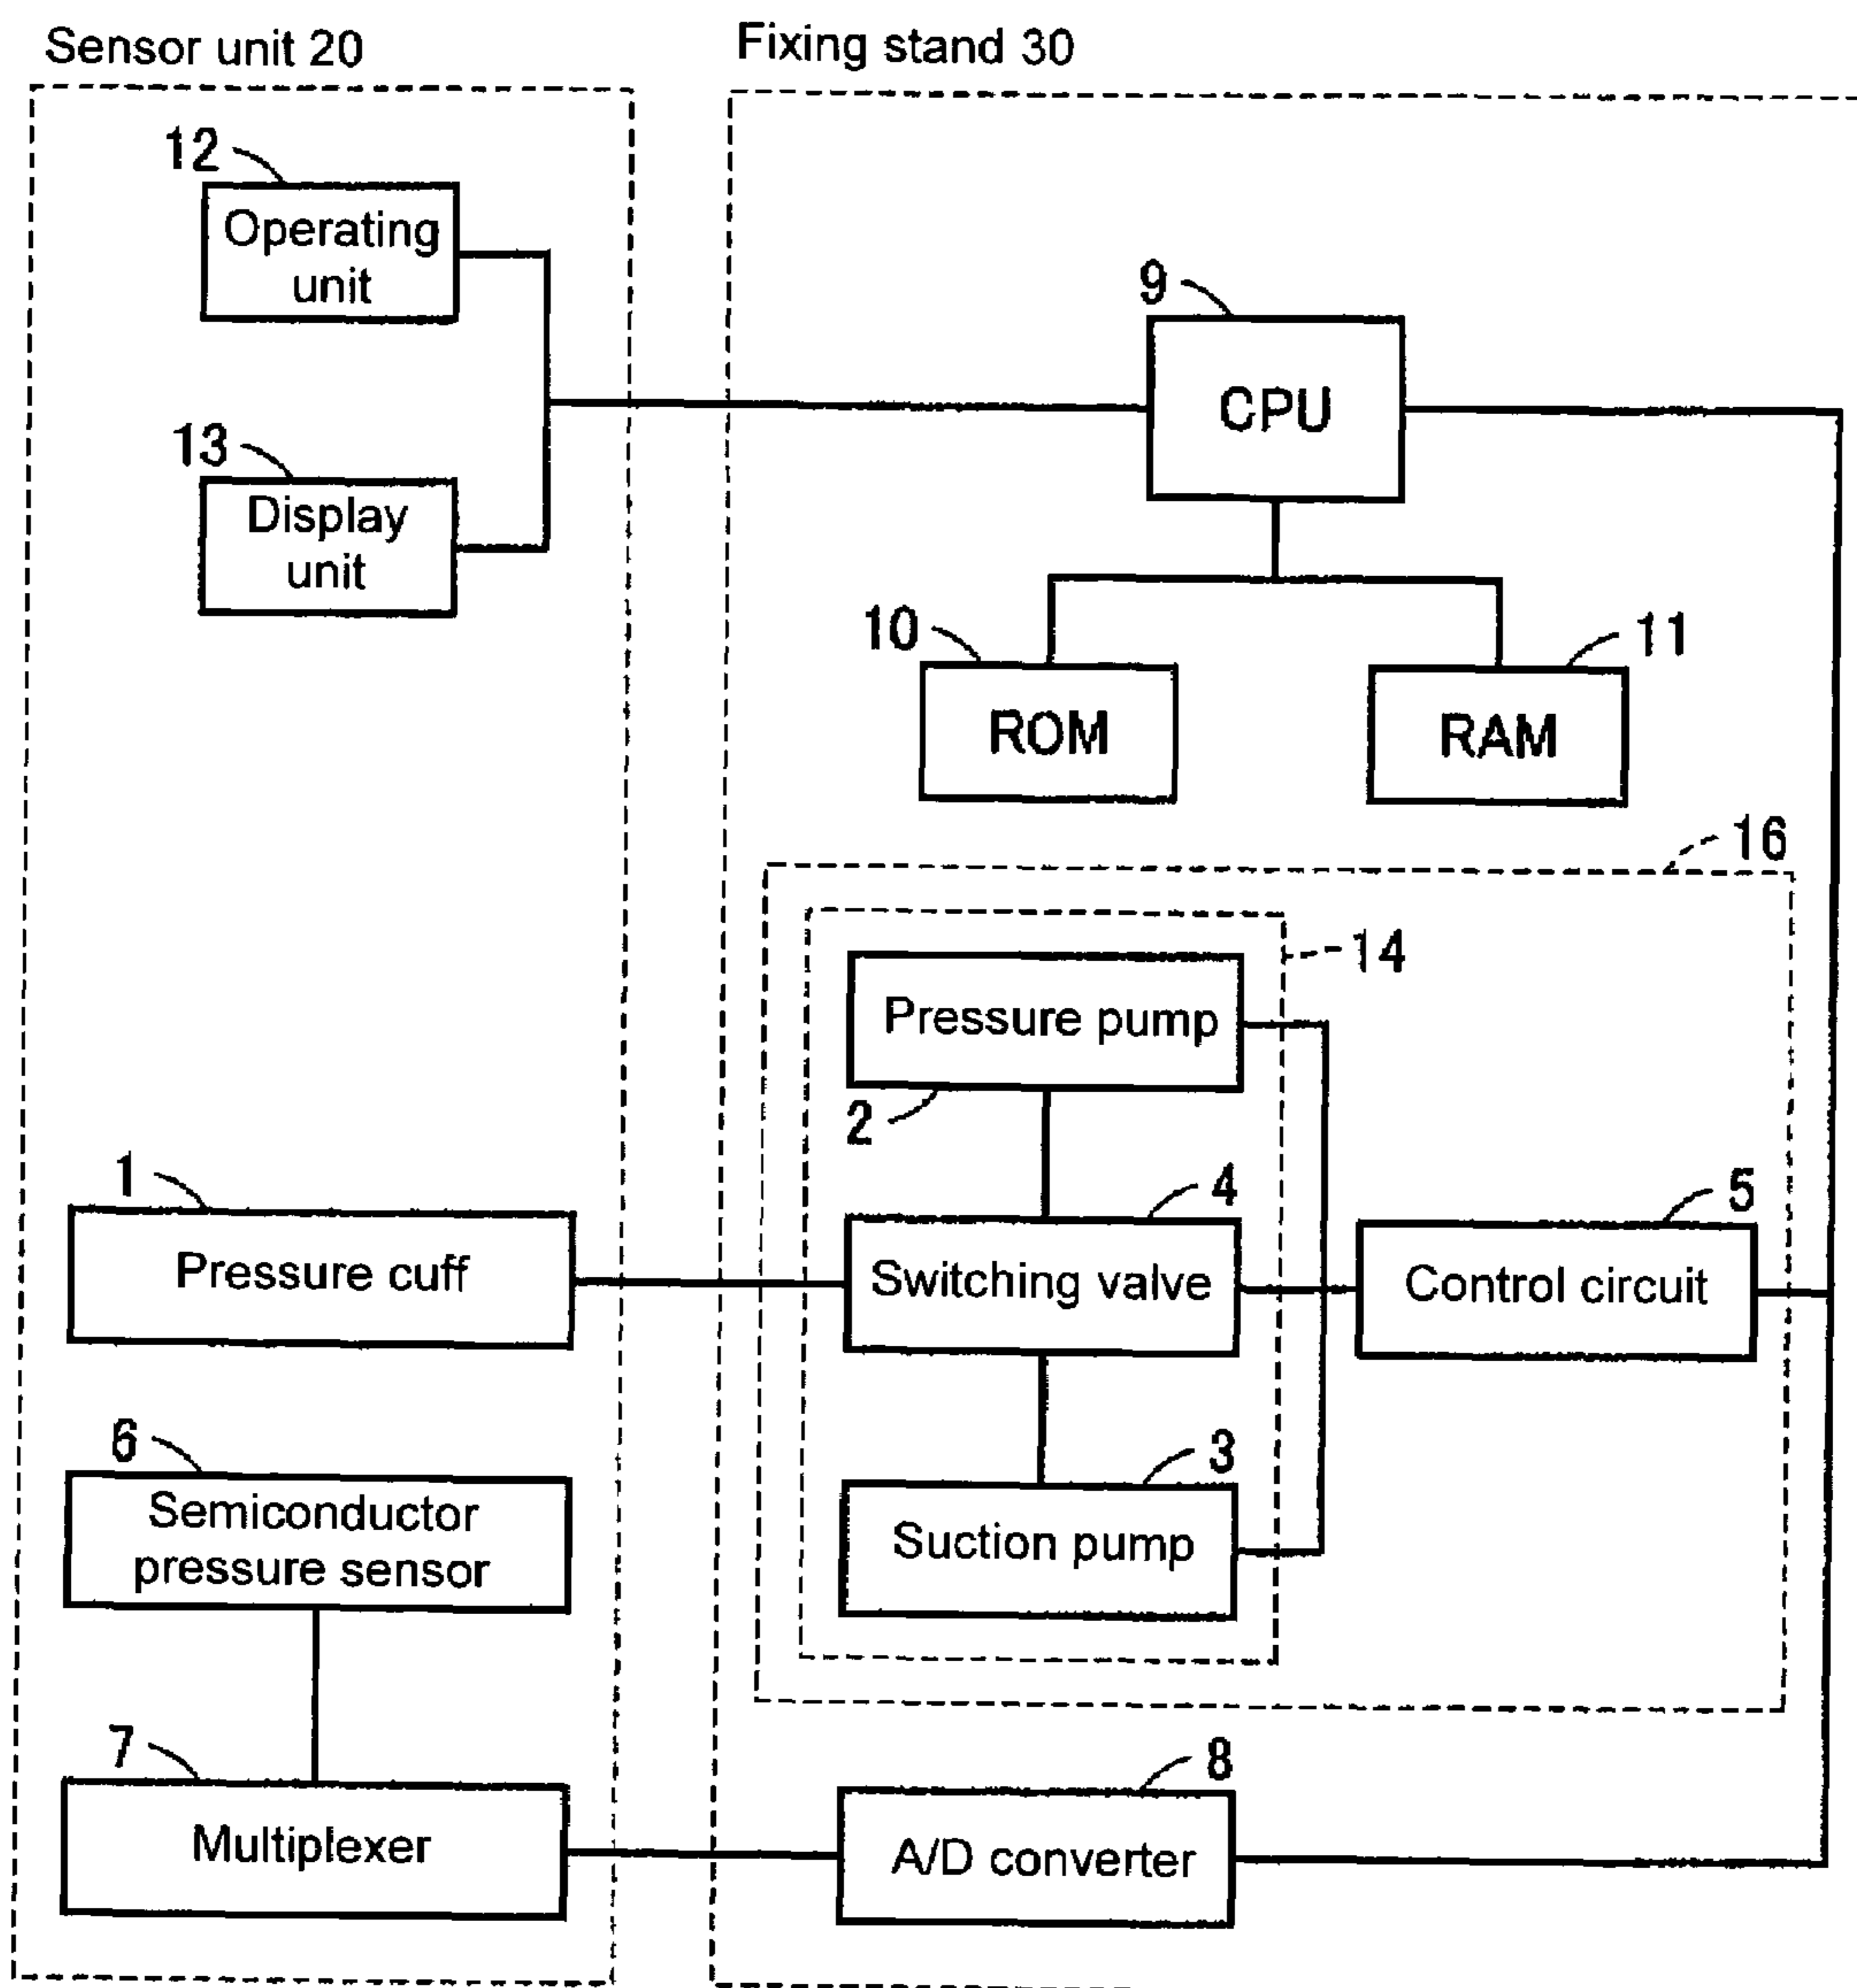 Sensor unit 20
Fixing stand 30
12
Operating
unit
13
Display
unit
9
CPU
10
ROM
11
RAM
16
14
Pressure pump
2
1
Pressure cuff
4
Switching valve
5
Control circuit
6
Semiconductor
pressure sensor
3
Suction pump
7
Multiplexer
8
A/D converter